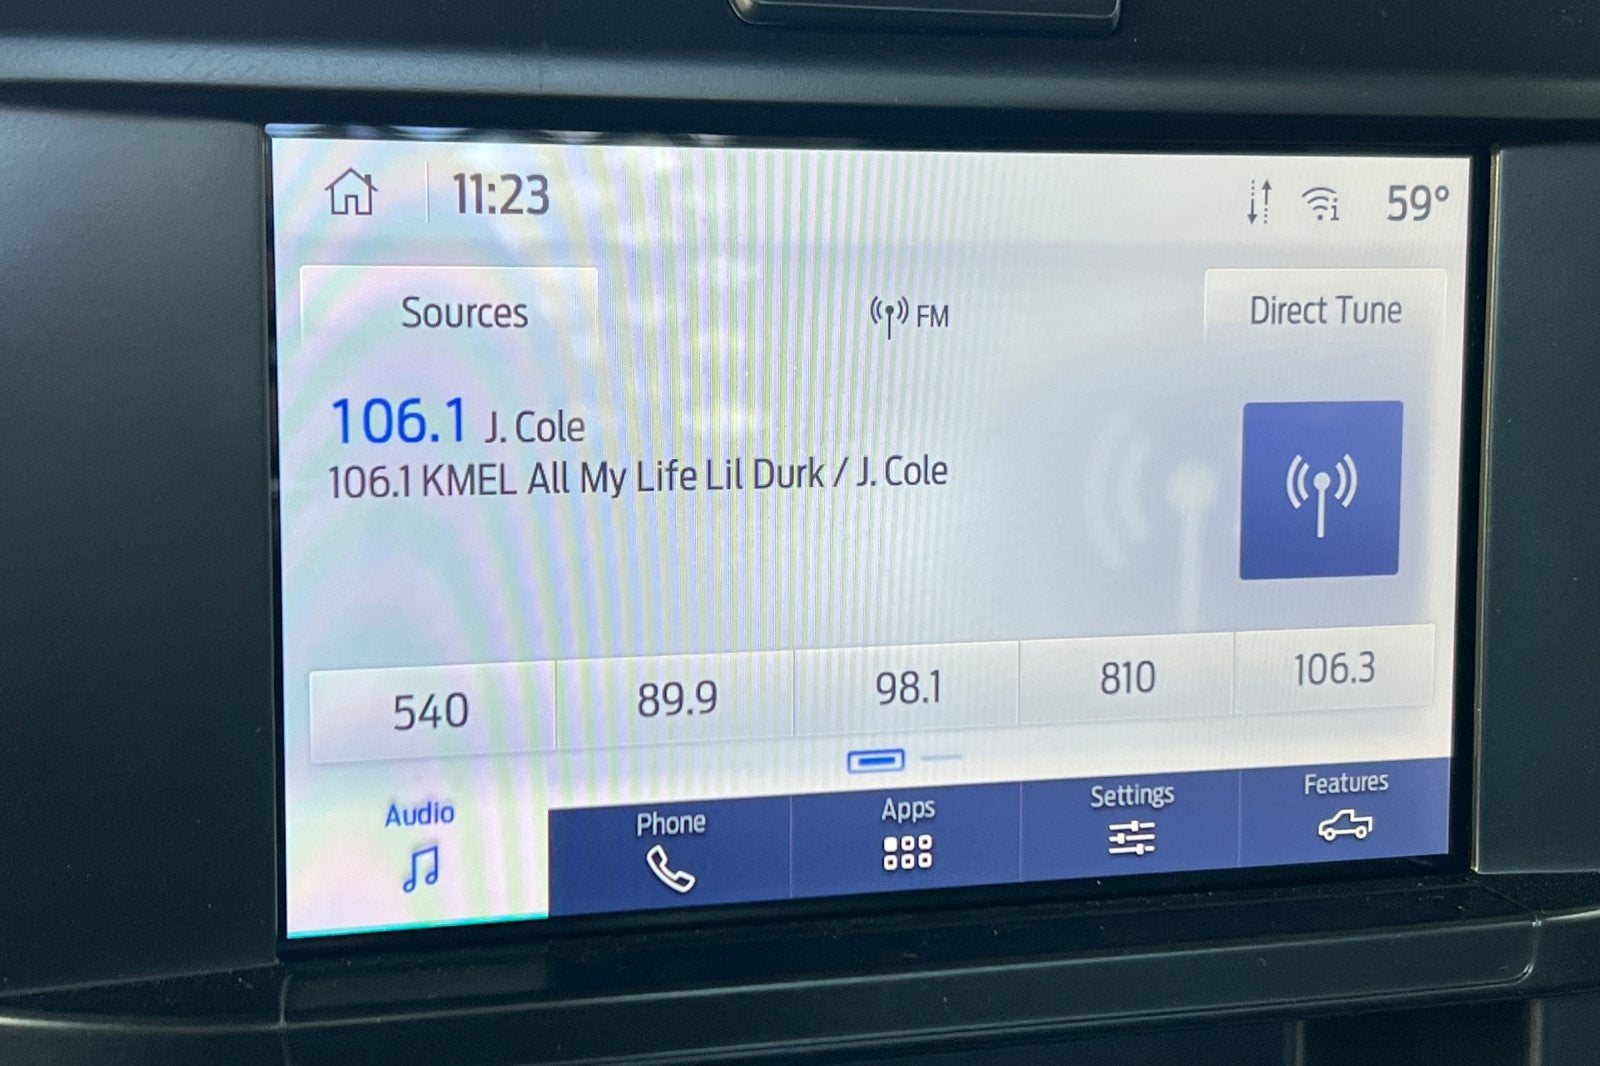 11:23
59°
Sources
FM
Direct Tune
106.1 J. Cole
106.1 KMEL All My Life Lil Durk / J. Cole
540
89.9
98.1
810
106.3
Audio
Phone
Apps
Settings
Features